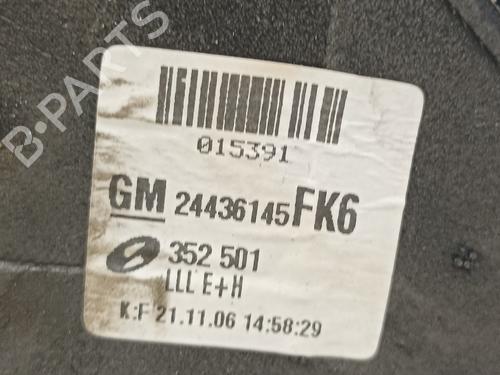 B-PARTS
015391
GM 24436145 FK6
352 501
LLL E+H
K:F 21.11.06 14:58:29